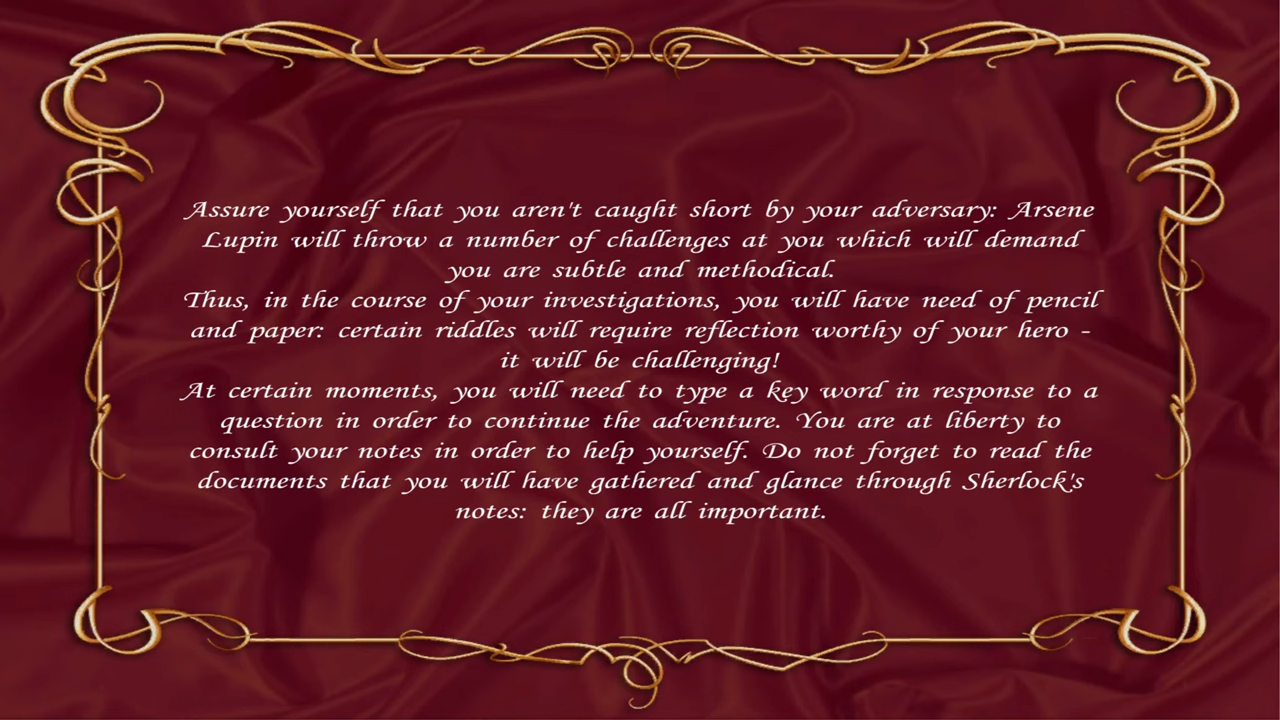 Assure yourself that you aren't caught short by your adversary: Arsene
Lupin will throw a number of challenges at you which will demand
you are subtle and methodical.
Thus, in the course of your investigations, you will have need of pencil
and paper: certain riddles will require reflection worthy of your hero -
it will be challenging!
At certain moments, you will need to type a key word in response to a
question in order to continue the adventure. You are at liberty to
consult your notes in order to help yourself. Do not forget to read the
documents that you will have gathered and glance through Sherlock's
notes: they are all important.